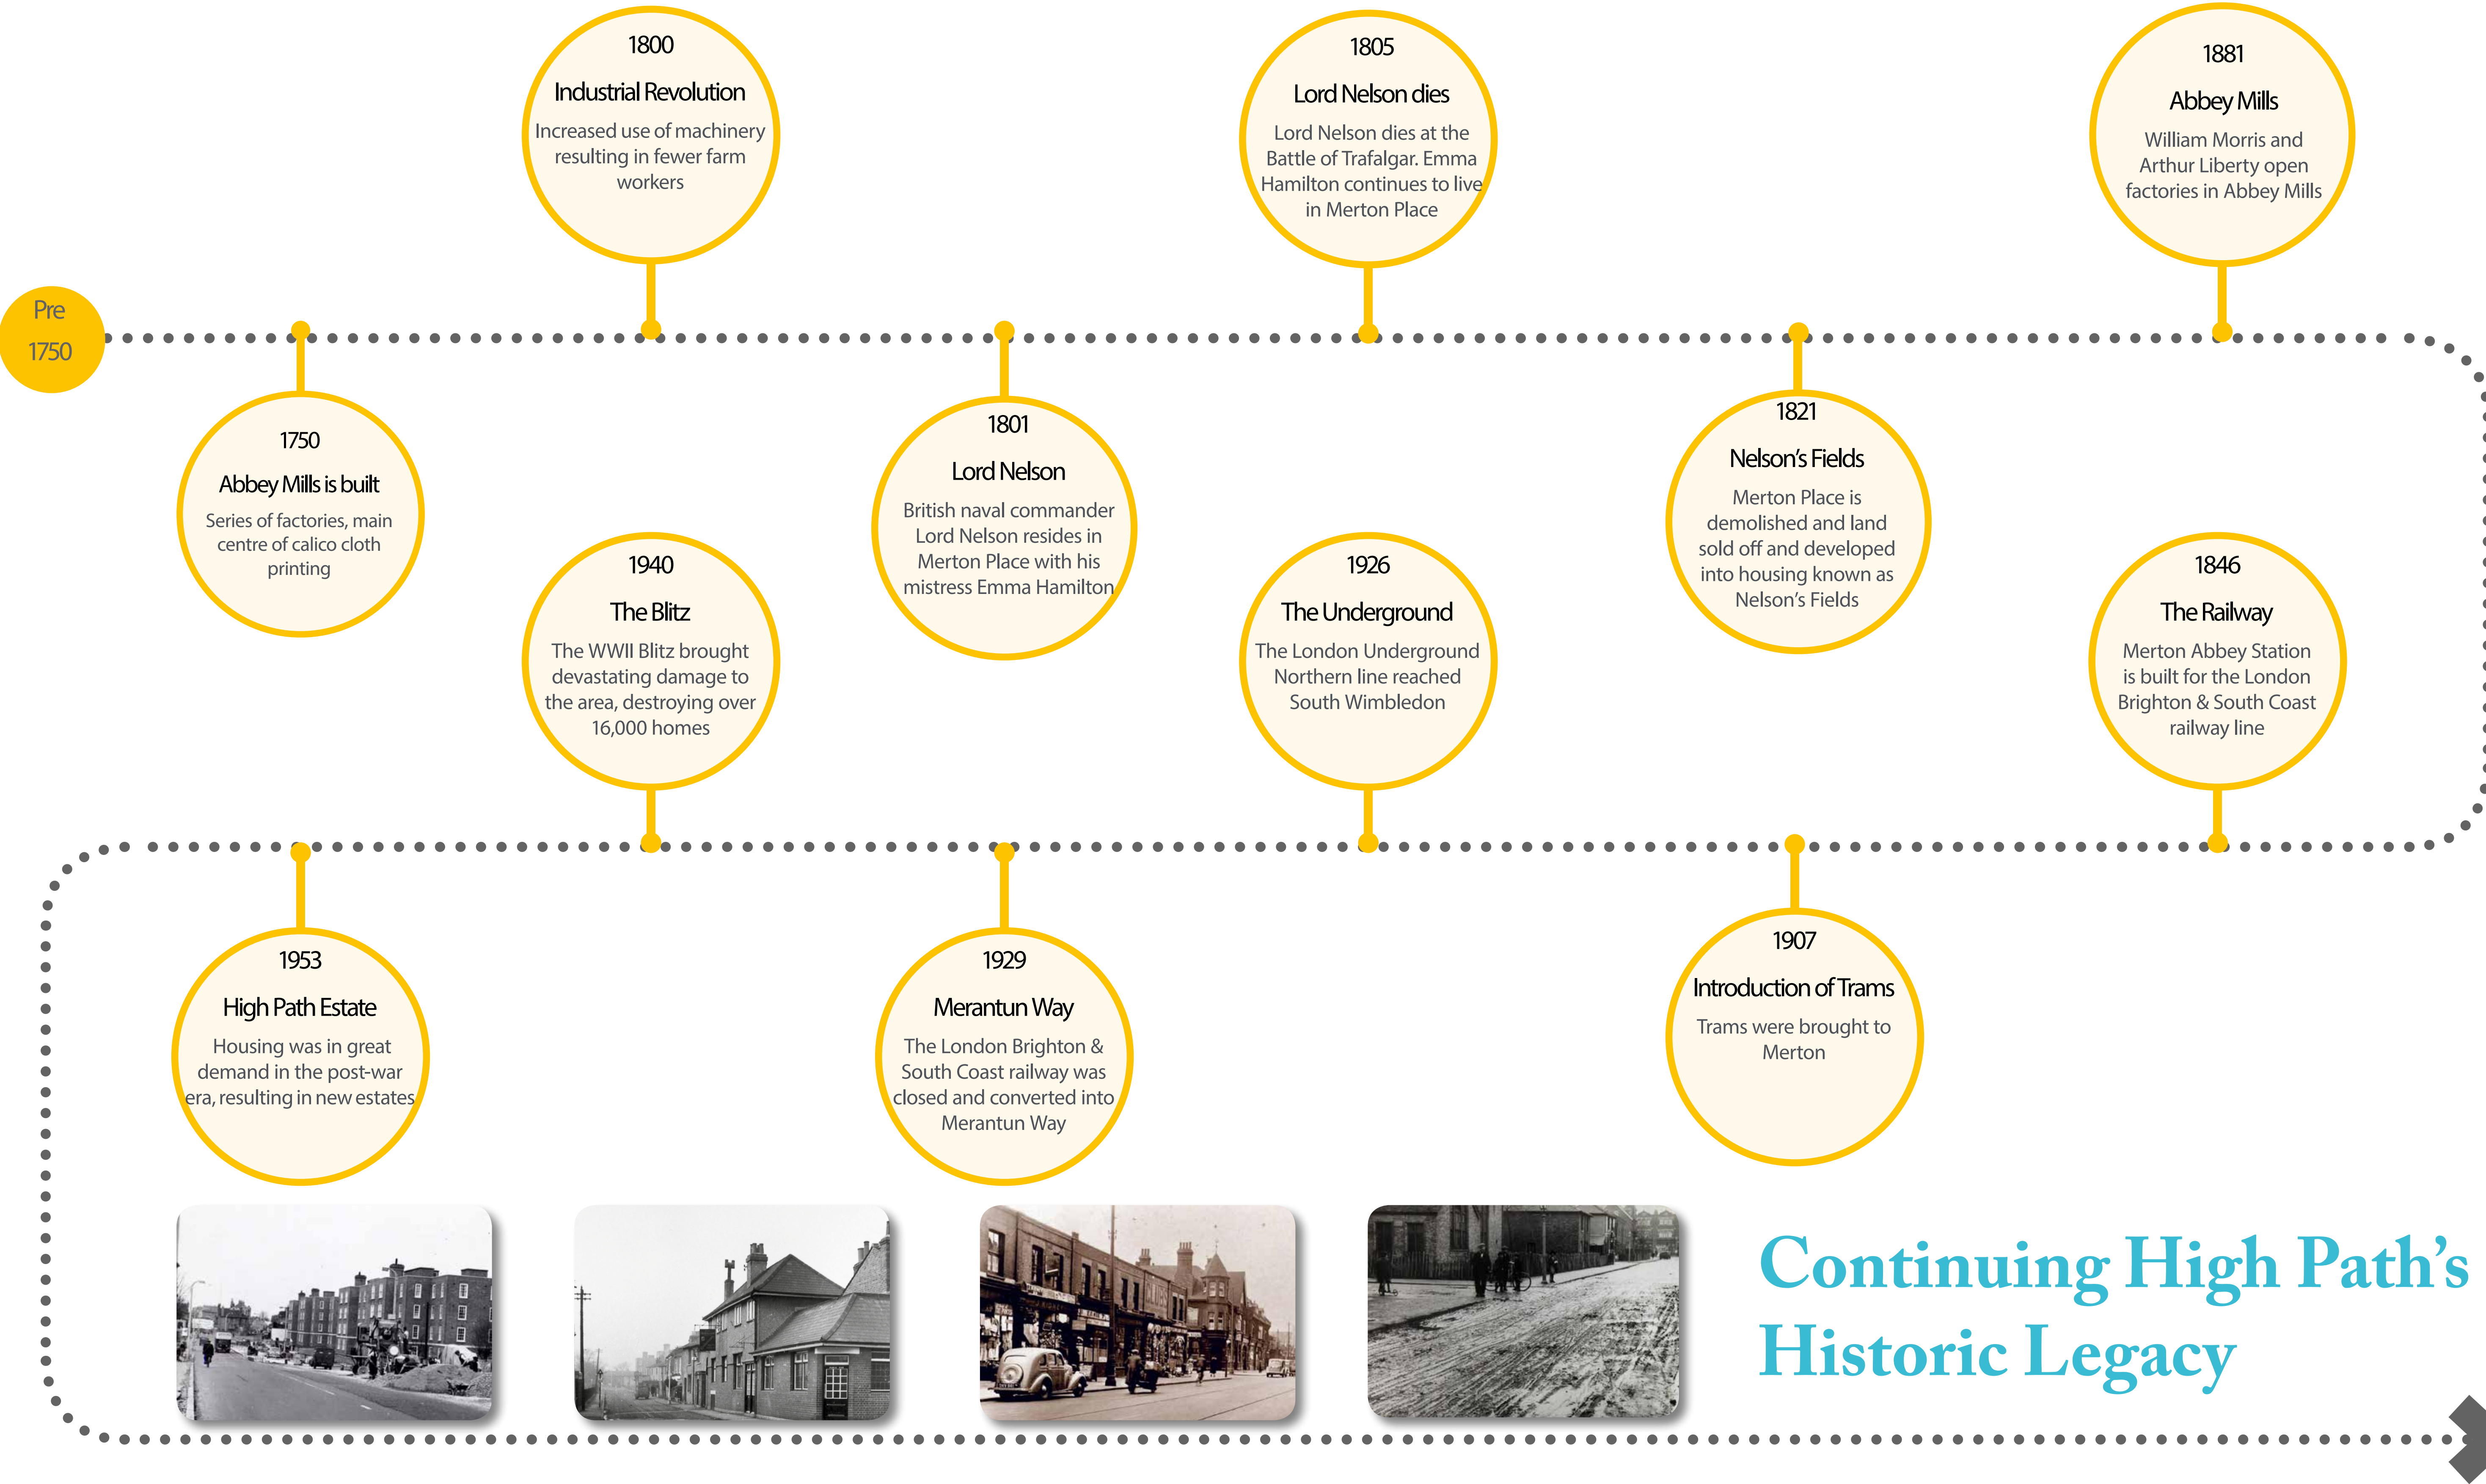 Pre
1750
1750
Abbey Mills is built
Series of factories, main
centre of calico cloth
printing
1800
Industrial Revolution
Increased use of machinery
resulting in fewer farm
workers
1801
Lord Nelson
British naval commander
Lord Nelson resides in
Merton Place with his
mistress Emma Hamilton
1805
Lord Nelson dies
Lord Nelson dies at the
Battle of Trafalgar. Emma
Hamilton continues to live
in Merton Place
1821
Nelson’s Fields
Merton Place is
demolished and land
sold off and developed
into housing known as
Nelson’s Fields
1881
Abbey Mills
William Morris and
Arthur Liberty open
factories in Abbey Mills
1846
The Railway
Merton Abbey Station
is built for the London
Brighton & South Coast
railway line
1907
Introduction of Trams
Trams were brought to
Merton
1926
The Underground
The London Underground
Northern line reached
South Wimbledon
1929
Merantun Way
The London Brighton &
South Coast railway was
closed and converted into
Merantun Way
1940
The Blitz
The WWII Blitz brought
devastating damage to
the area, destroying over
16,000 homes
1953
High Path Estate
Housing was in great
demand in the post-war
era, resulting in new estates
Continuing High Path’s
Historic Legacy